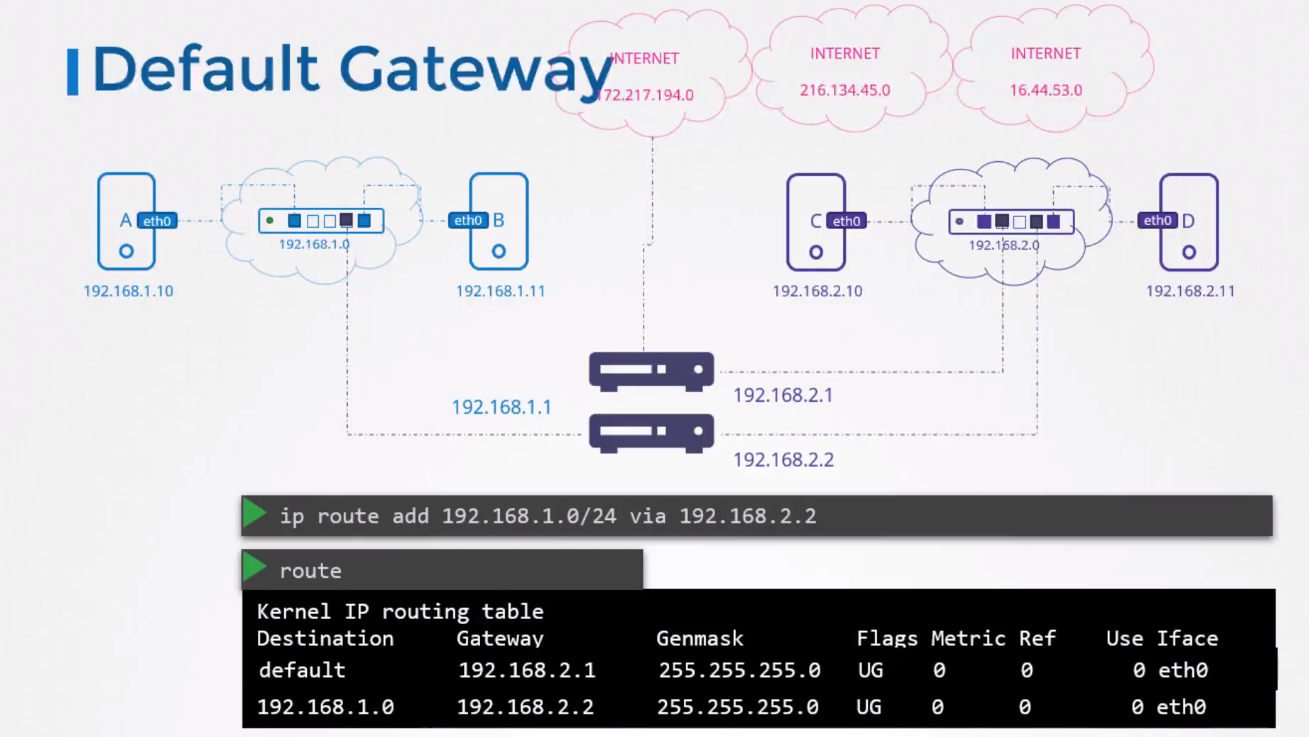 Default Gateway
INTERNET
172.217.194.0
INTERNET
216.134.45.0
INTERNET
16.44.53.0
A eth0
192.168.1.10
192.168.1.0
eth0 B
192.168.1.11
C eth0
192.168.2.10
192.168.2.0
eth0 D
192.168.2.11
192.168.1.1
192.168.2.1
192.168.2.2
ip route add 192.168.1.0/24 via 192.168.2.2
route
Kernel IP routing table
Destination Gateway Genmask Flags Metric Ref Use Iface
default 192.168.2.1 255.255.255.0 UG 0 0 0 eth0
192.168.1.0 192.168.2.2 255.255.255.0 UG 0 0 0 eth0